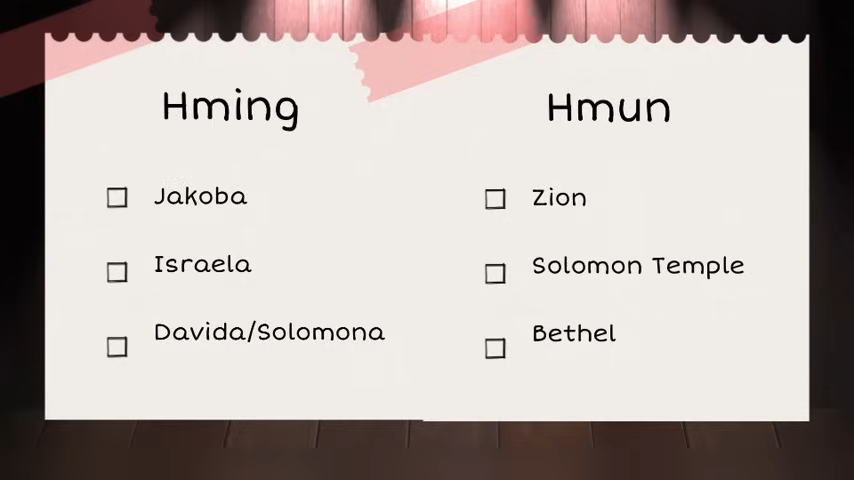 Hming
Jakoba
Israela
Davida/Solomona
Hmun
Zion
Solomon Temple
Bethel